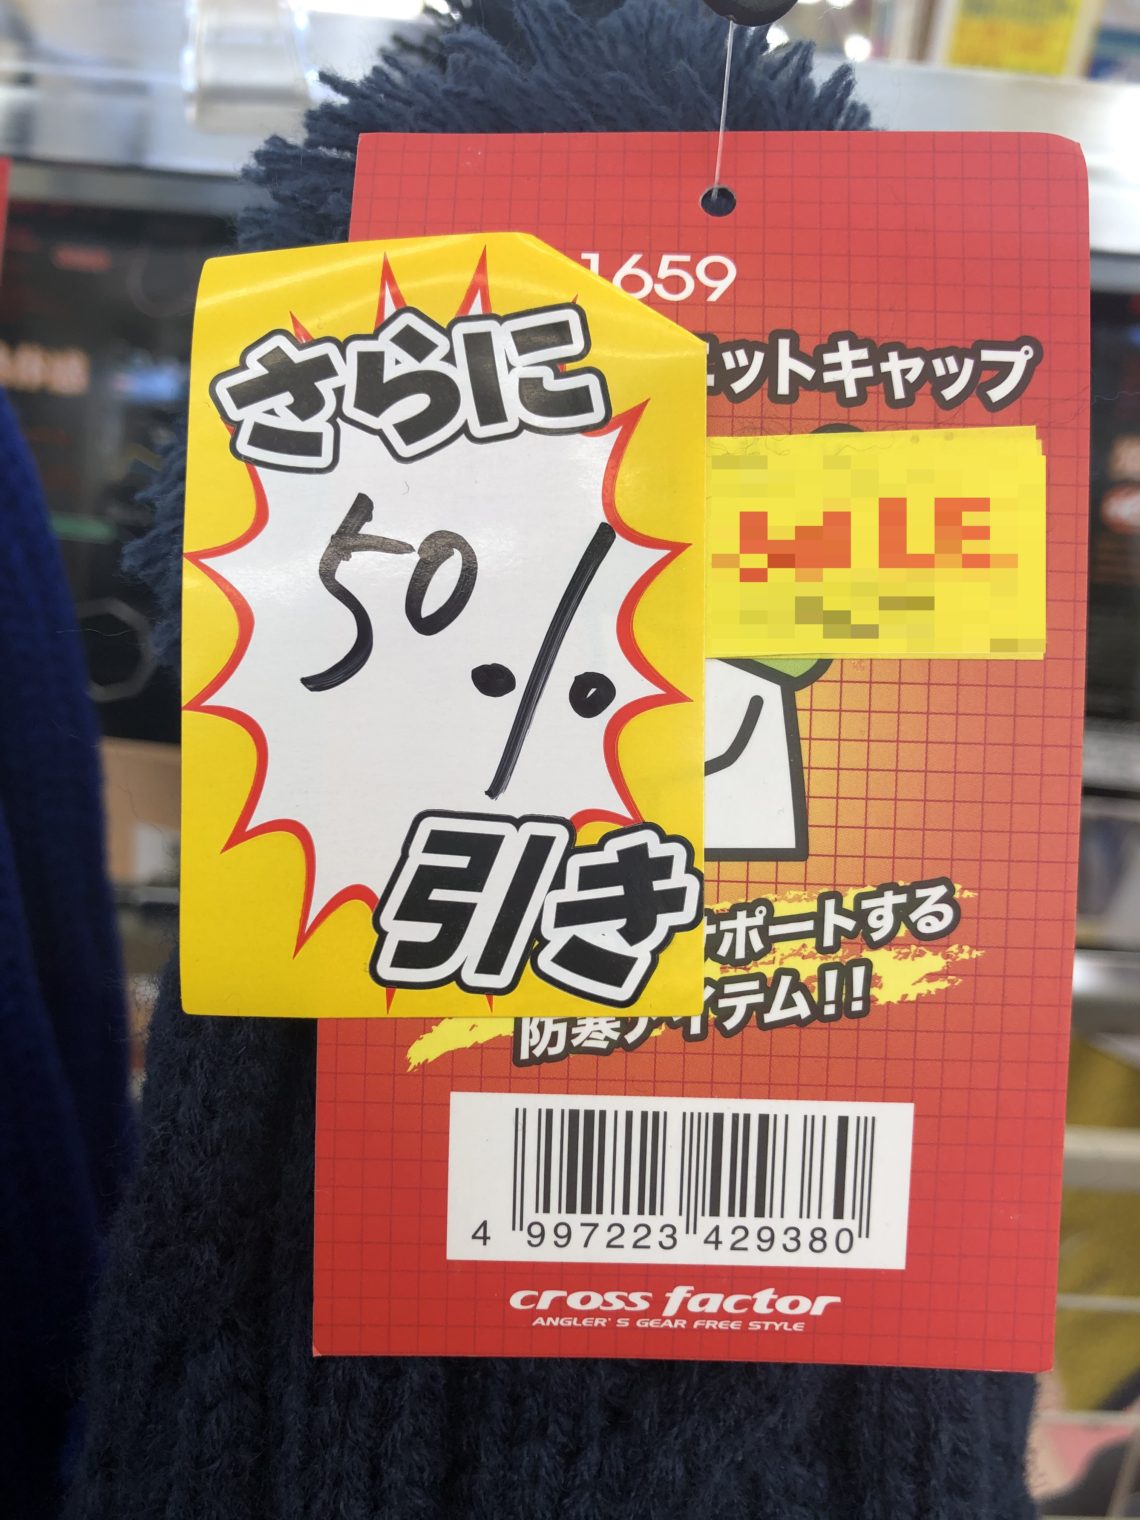 1659
ットキャップ
さらに
50%
引き
LE
ポートする
防寒アイテム!!
4 997223 429380
cross factor
ANGLER'S GEAR FREE STYLE